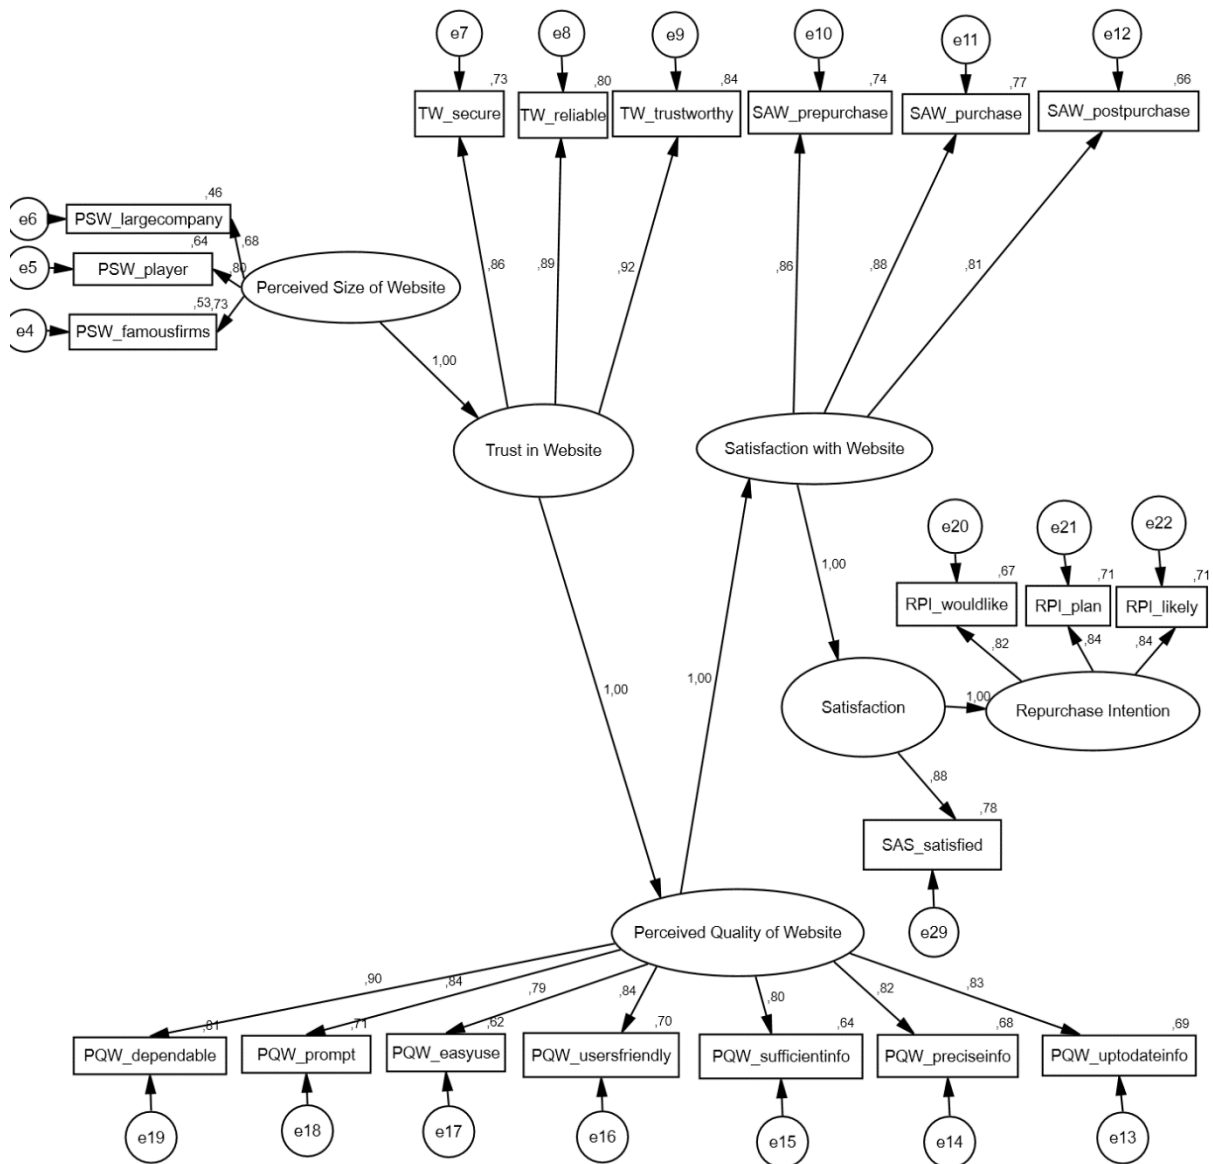 e7
e8
e9
e10
e11
e12
,73
,80
,84
,74
,77
,66
TW_secure
TW_reliable
TW_trustworthy
SAW_prepurchase
SAW_purchase
SAW_postpurchase
,46
e6
PSW_largecompany
,68
,64
e5
PSW_player
,80
Perceived Size of Website
,86
,89
,92
,86
,88
,81
,53
,73
e4
PSW_famousfirms
1,00
Trust in Website
Satisfaction with Website
e20
e21
e22
1,00
,67
,71
,71
RPI_wouldlike
RPI_plan
RPI_likely
,82
,84
,84
1,00
1,00
Satisfaction
1,00
Repurchase Intention
,88
,78
SAS_satisfied
e29
Perceived Quality of Website
,90
,84
,79
,84
,80
,82
,83
,81
,71
,62
,70
,64
,68
,69
PQW_dependable
PQW_prompt
PQW_easyuse
PQW_usersfriendly
PQW_sufficientinfo
PQW_preciseinfo
PQW_uptodateinfo
e19
e18
e17
e16
e15
e14
e13